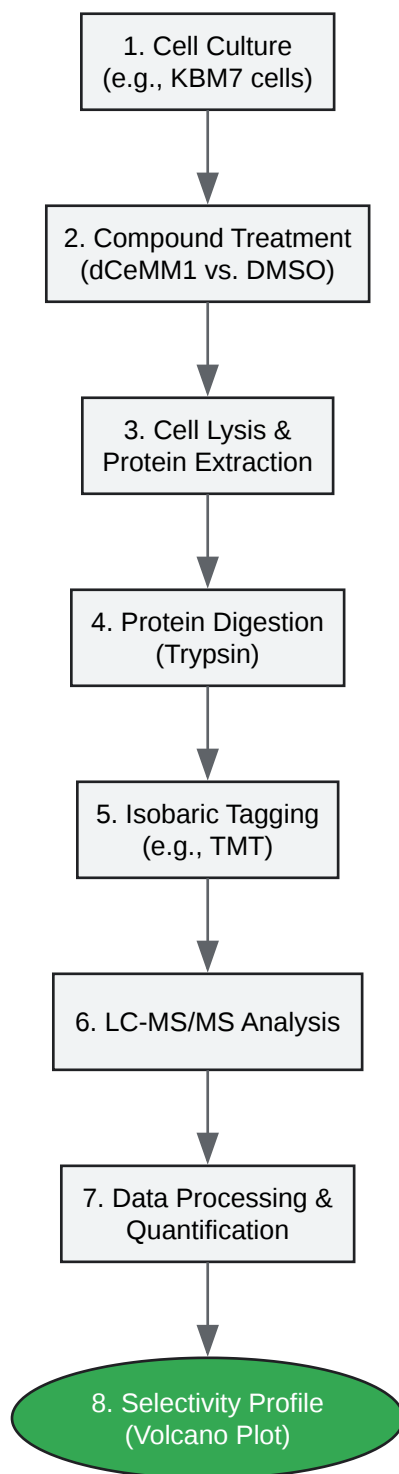 1. Cell Culture
(e.g., KBM7 cells)
2. Compound Treatment
(dCeMM1 vs. DMSO)
3. Cell Lysis &
Protein Extraction
4. Protein Digestion
(Trypsin)
5. Isobaric Tagging
(e.g., TMT)
6. LC-MS/MS Analysis
7. Data Processing &
Quantification
8. Selectivity Profile
(Volcano Plot)